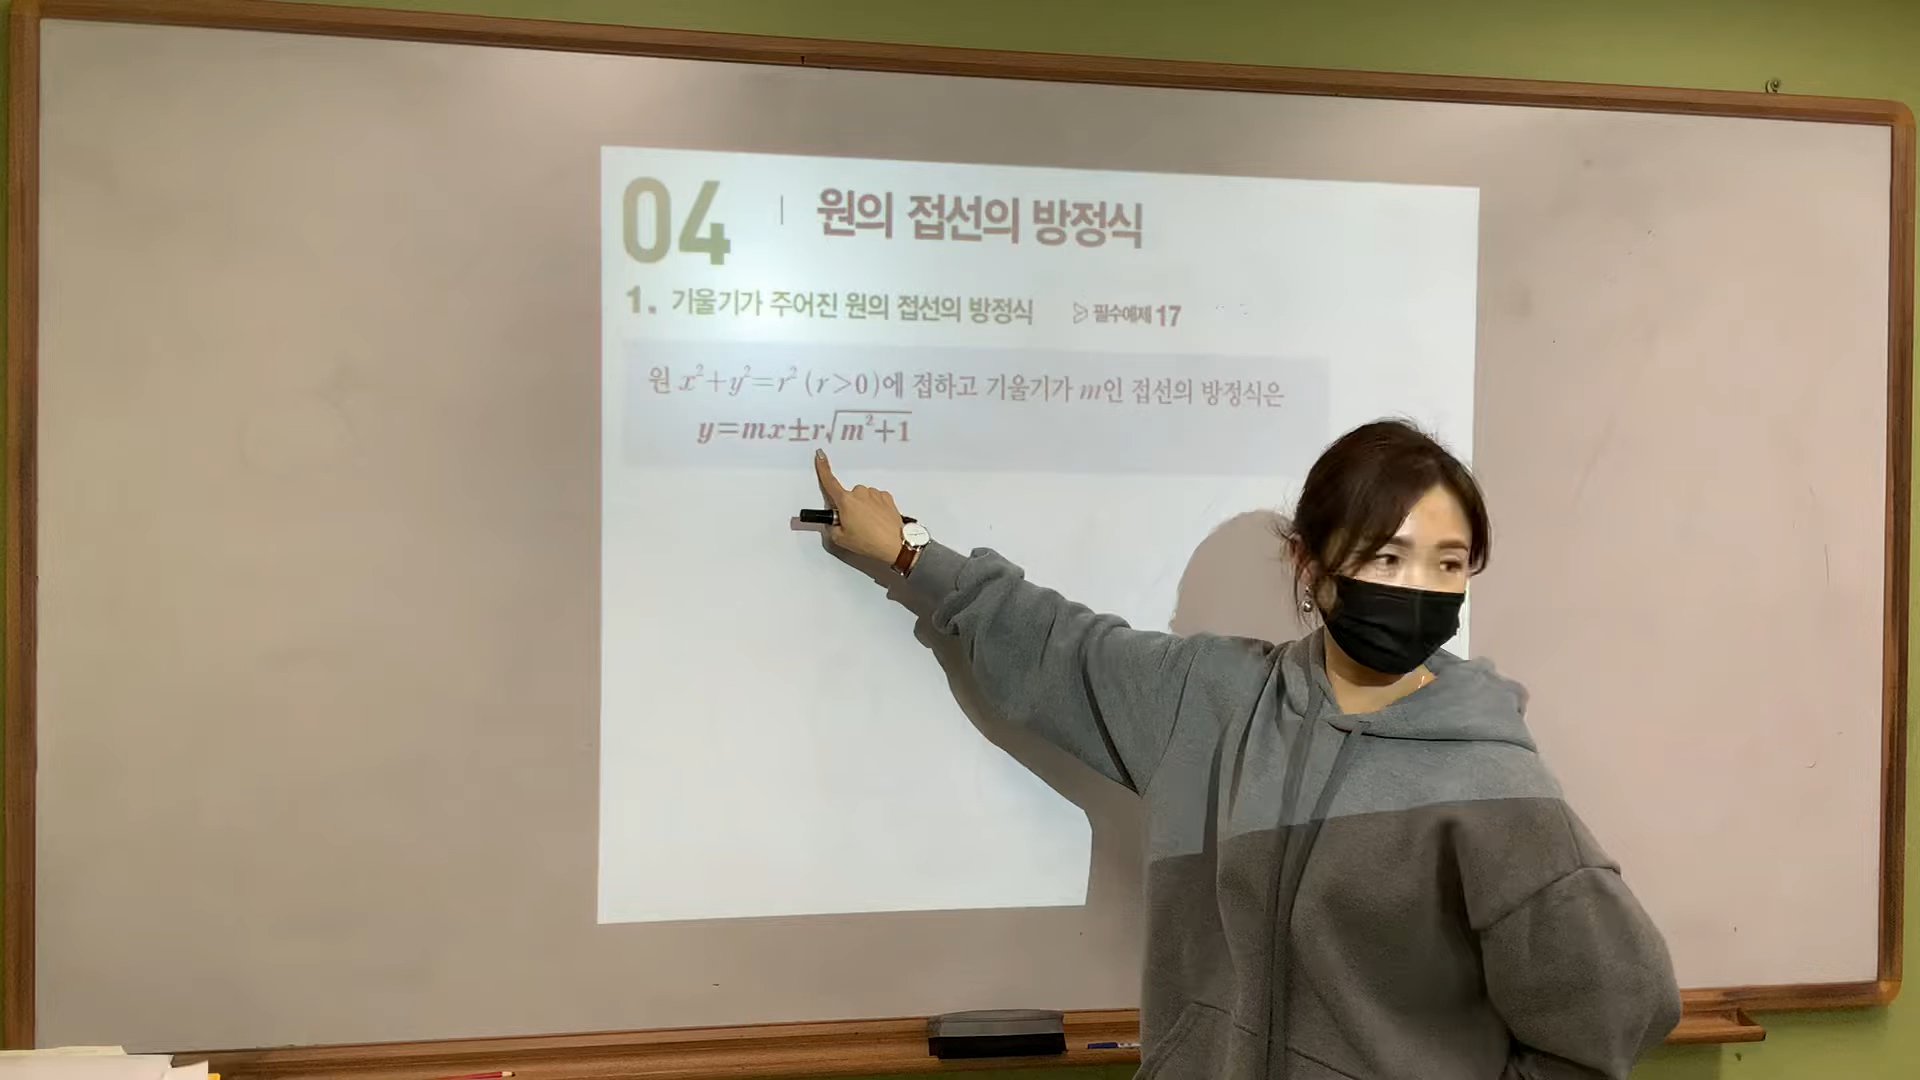 04 | 원의 접선의 방정식
1. 기울기가 주어진 원의 접선의 방정식 ▷ 필수예제 17
원 x²+y²=r² (r>0)에 접하고 기울기가 m인 접선의 방정식은
y=mx±r√(m²+1)